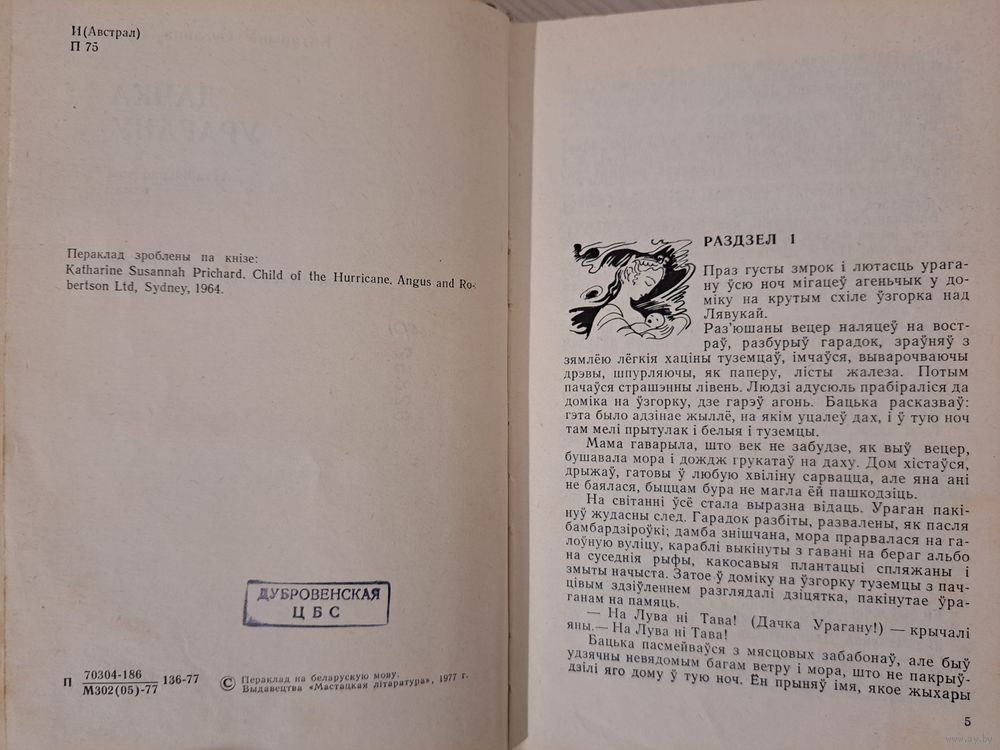 И(Австрал)
П 75
Пераклад зроблены па кнізе:
Katharine Susannah Prichard. Child of the Hurricane. Angus and Ro-
bertson Ltd, Sydney, 1964.
ДУБРОВЕНСКАЯ
ЦБС
П 70304-186 136-77
М302(05)-77
© Пераклад на беларускую мову.
Выдавецтва «Мастацкая літаратура», 1977 г.
РАЗДЗЕЛ 1
Праз густы змрок і лютасць урага-
ну ўсю ноч мігацеў агеньчык у до-
міку на крутым схіле ўзгорка над
Лявукай.
Раз'юшаны вецер наляцеў на вост-
раў, разбурыў гарадок, зраўняў з
зямлёю лёгкія хаціны туземцаў, імчаўся, выварочваючы
дрэвы, шпурляючы, як паперу, лісты жалеза. Потым
пачаўся страшэнны лівень. Людзі адусюль прабіраліся да
доміка на ўзгорку, дзе гарэў агонь. Бацька расказваў:
гэта было адзінае жыллё, на якім уцалеў дах, і ў тую ноч
там мелі прытулак і белыя і туземцы.
Мама гаварыла, што век не забудзе, як выў вецер,
бушавала мора і дождж грукатаў на даху. Дом хістаўся,
дрыжаў, гатовы ў любую хвіліну сарвацца, але яна ані
не баялася, быццам бура не магла ёй пашкодзіць.
На світанні ўсё стала выразна відаць. Ураган пакі-
нуў жудасны след. Гарадок разбіты, развалены, як пасля
бамбардзіроўкі; дамба знішчана, мора прарвалася на га-
лоўную вуліцу, караблі выкінуты з гавані на бераг альбо
на суседнія рыфы, какосавыя плантацыі спляжаны і
змыты начыста. Затое ў доміку на ўзгорку туземцы з пач-
цівым здзіўленнем разглядалі дзіцятка, пакінутае ўра-
ганам на памяць.
— На Лува ні Тава! (Дачка Урагану!) — крычалі
яны.— На Лува ні Тава!
Бацька пасмейваўся з мясцовых забабонаў, але быў
удзячны невядомым багам ветру і мора, што не пакрыў-
дзілі яго дому ў тую ноч. Ён прыняў імя, якое жыхары
5
www.ay.by